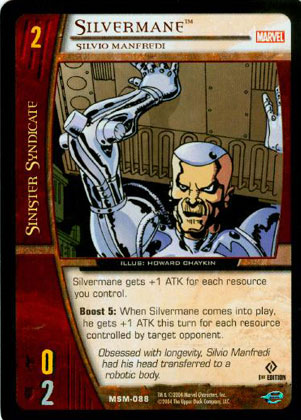 SILVERMANE™
SILVIO MANFREDI
MARVEL
2
SINISTER SYNDICATE
ILLUS: HOWARD CHAYKIN
Silvermane gets +1 ATK for each resource
you control.
Boost 5: When Silvermane comes into play,
he gets +1 ATK this turn for each resource
controlled by target opponent.
Obsessed with longevity, Silvio Manfredi
had his head transferred to a
robotic body.
1ST EDITION
0
2
MSM-088